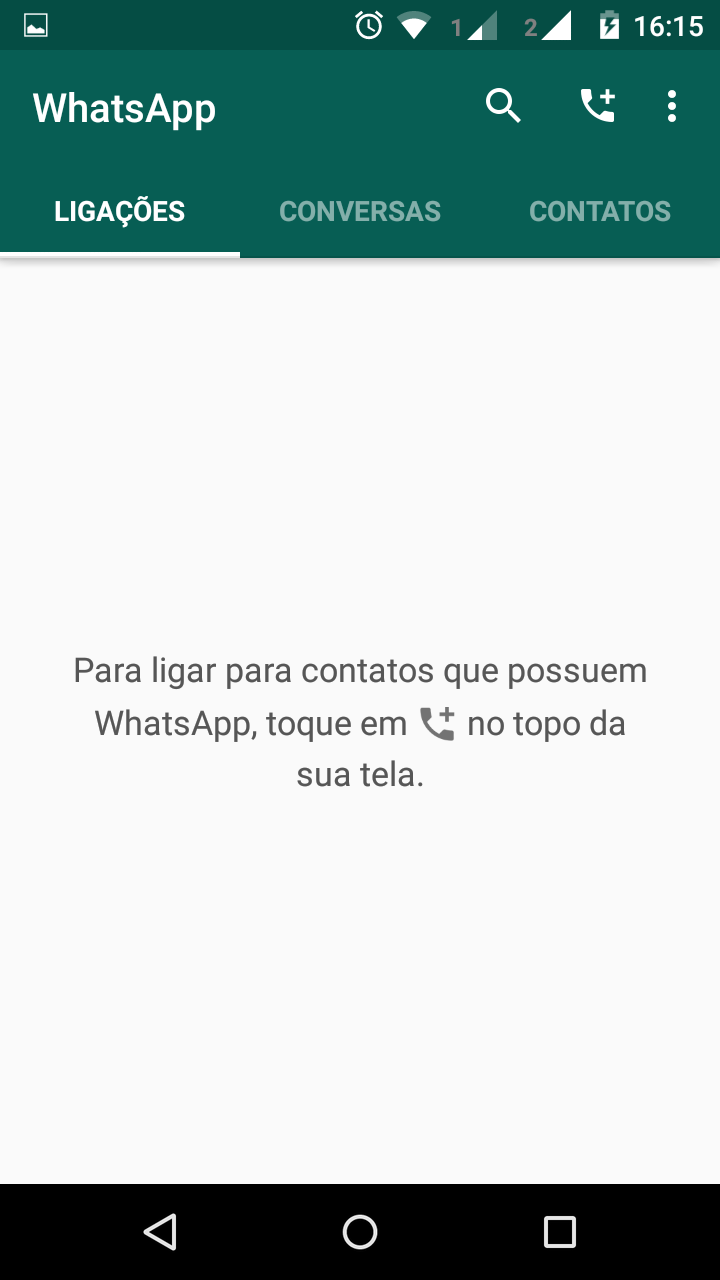 1 2 16:15
WhatsApp
LIGAÇÕES CONVERSAS CONTATOS
Para ligar para contatos que possuem
WhatsApp, toque em no topo da
sua tela.